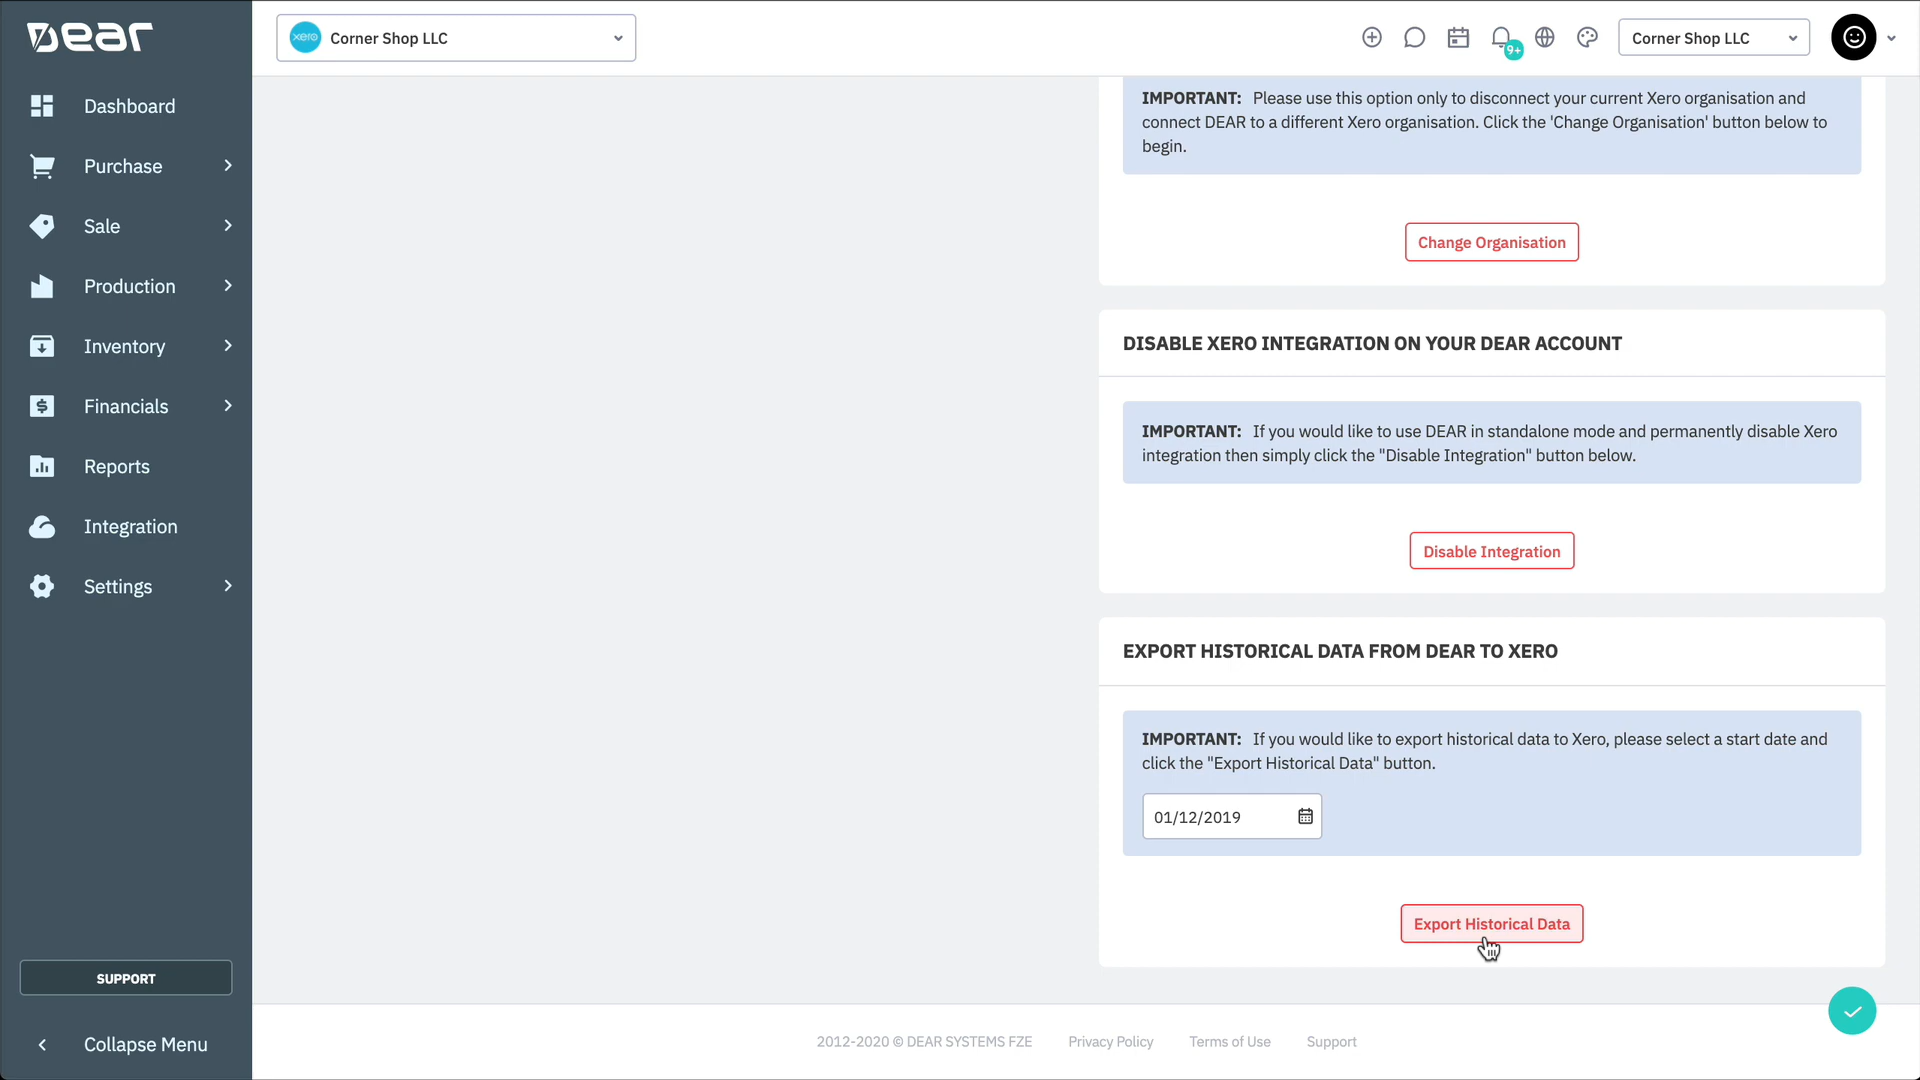 Dear
xero
Corner Shop LLC
9+
Corner Shop LLC
Dashboard
Purchase
Sale
Production
Inventory
Financials
Reports
Integration
Settings
SUPPORT
Collapse Menu
IMPORTANT: Please use this option only to disconnect your current Xero organisation and
connect DEAR to a different Xero organisation. Click the 'Change Organisation' button below to
begin.
Change Organisation
DISABLE XERO INTEGRATION ON YOUR DEAR ACCOUNT
IMPORTANT: If you would like to use DEAR in standalone mode and permanently disable Xero
integration then simply click the "Disable Integration" button below.
Disable Integration
EXPORT HISTORICAL DATA FROM DEAR TO XERO
IMPORTANT: If you would like to export historical data to Xero, please select a start date and
click the "Export Historical Data" button.
01/12/2019
Export Historical Data
2012-2020 © DEAR SYSTEMS FZE Privacy Policy Terms of Use Support